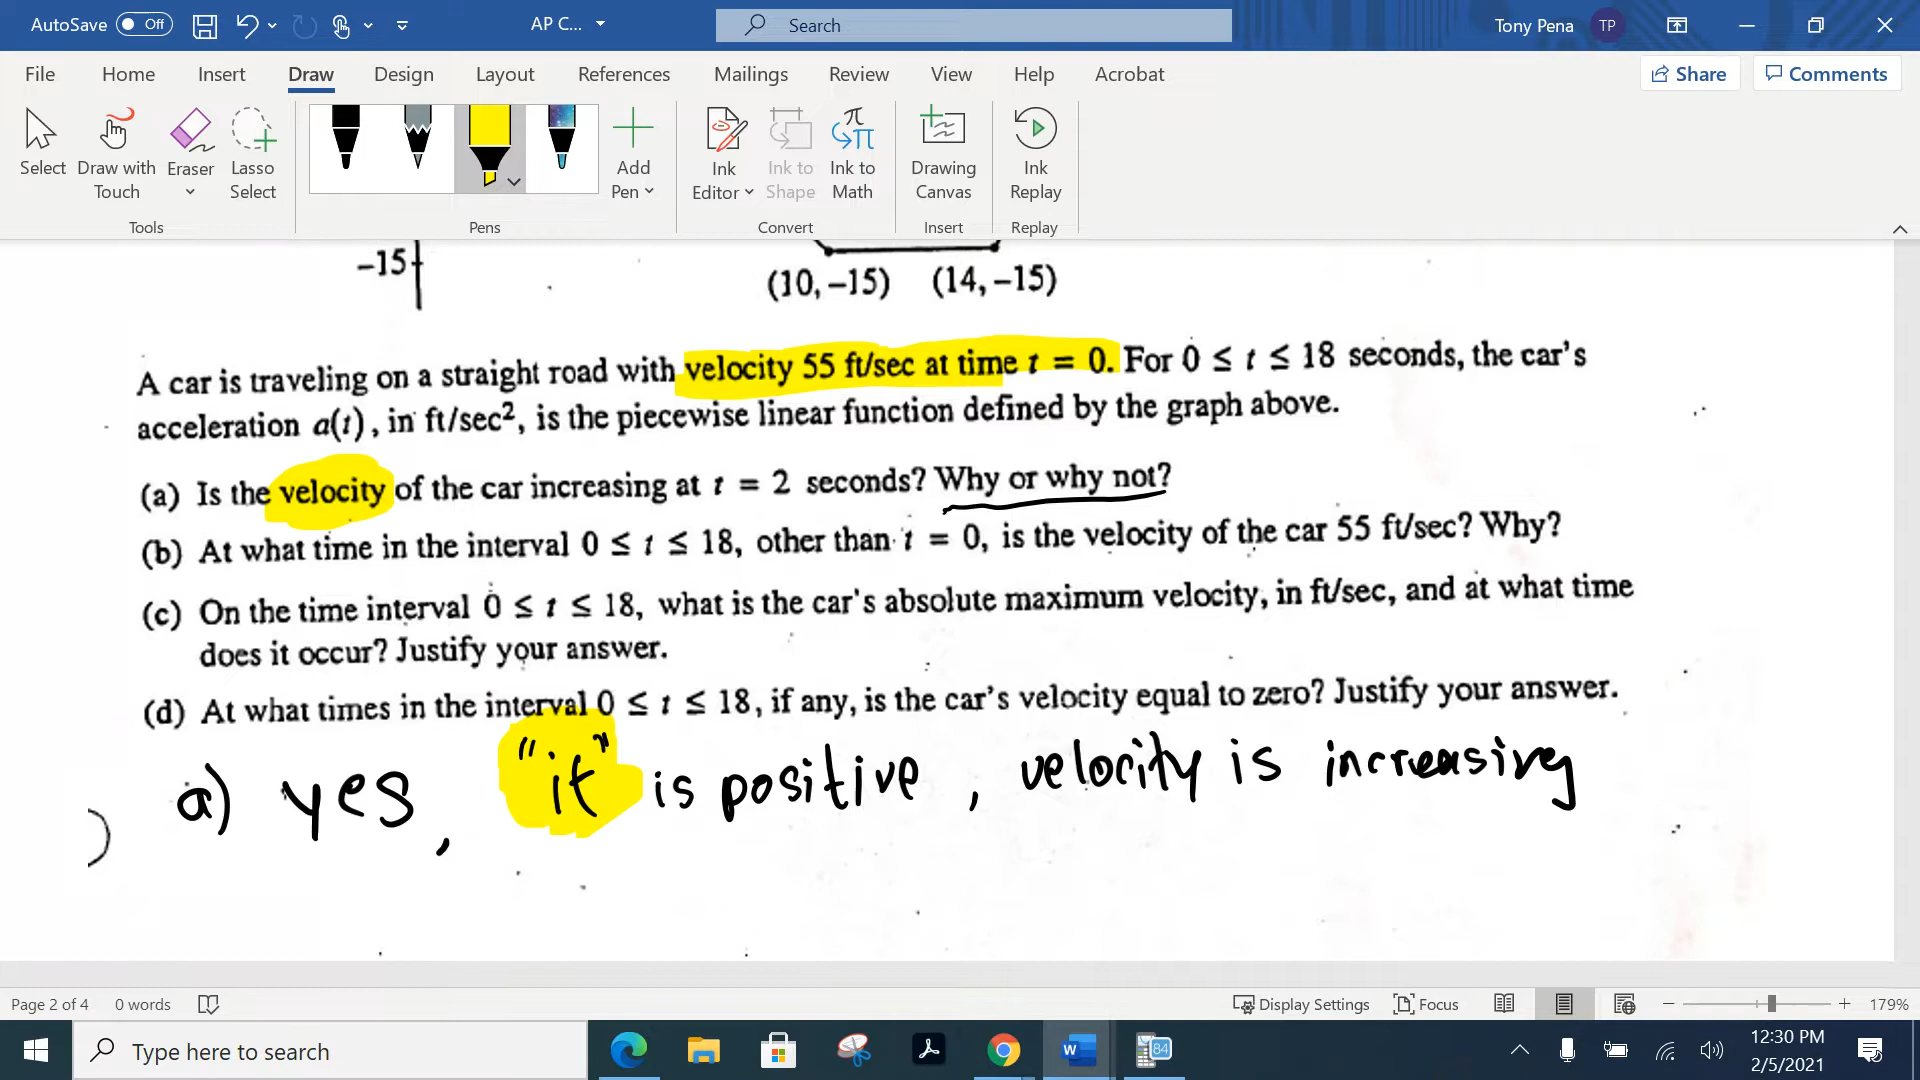 AutoSave Off AP C... Search Tony Pena TP
File Home Insert Draw Design Layout References Mailings Review View Help Acrobat Share Comments
Select Draw with Touch Eraser Lasso Select Add Pen Ink Editor Ink to Shape Ink to Math Drawing Canvas Ink Replay
Tools Pens Convert Insert Replay
-15
(10, -15) (14, -15)
A car is traveling on a straight road with velocity 55 ft/sec at time t = 0. For 0 ≤ t ≤ 18 seconds, the car's
acceleration a(t), in ft/sec², is the piecewise linear function defined by the graph above.
(a) Is the velocity of the car increasing at t = 2 seconds? Why or why not?
(b) At what time in the interval 0 ≤ t ≤ 18, other than t = 0, is the velocity of the car 55 ft/sec? Why?
(c) On the time interval 0 ≤ t ≤ 18, what is the car's absolute maximum velocity, in ft/sec, and at what time
does it occur? Justify your answer.
(d) At what times in the interval 0 ≤ t ≤ 18, if any, is the car's velocity equal to zero? Justify your answer.
a) yes, "it" is positive, velocity is increasing
Page 2 of 4 0 words Display Settings Focus 179%
Type here to search W 84 12:30 PM
2/5/2021